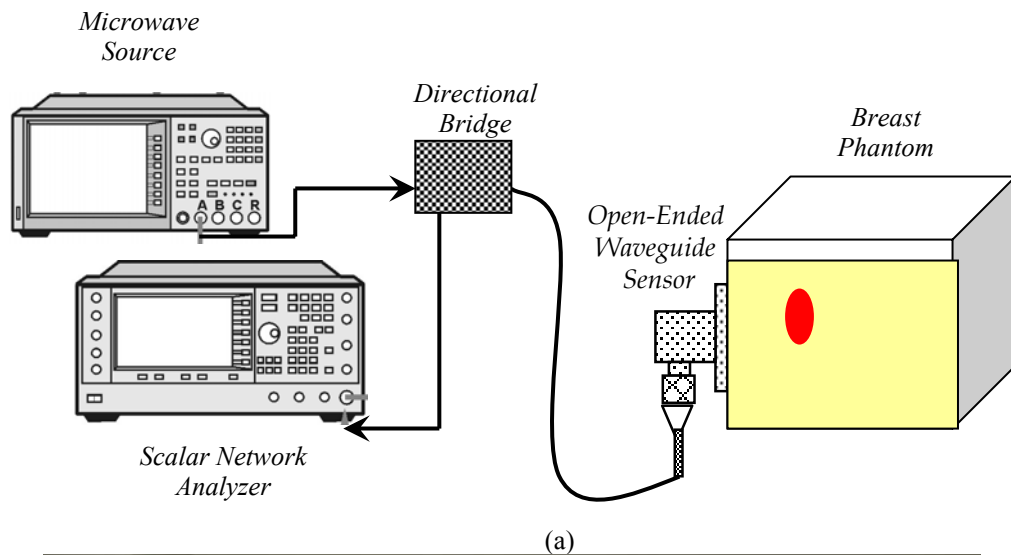 Microwave
Source
Directional
Bridge
Breast
Phantom
A B C R
Open-Ended
Waveguide
Sensor
Scalar Network
Analyzer
(a)